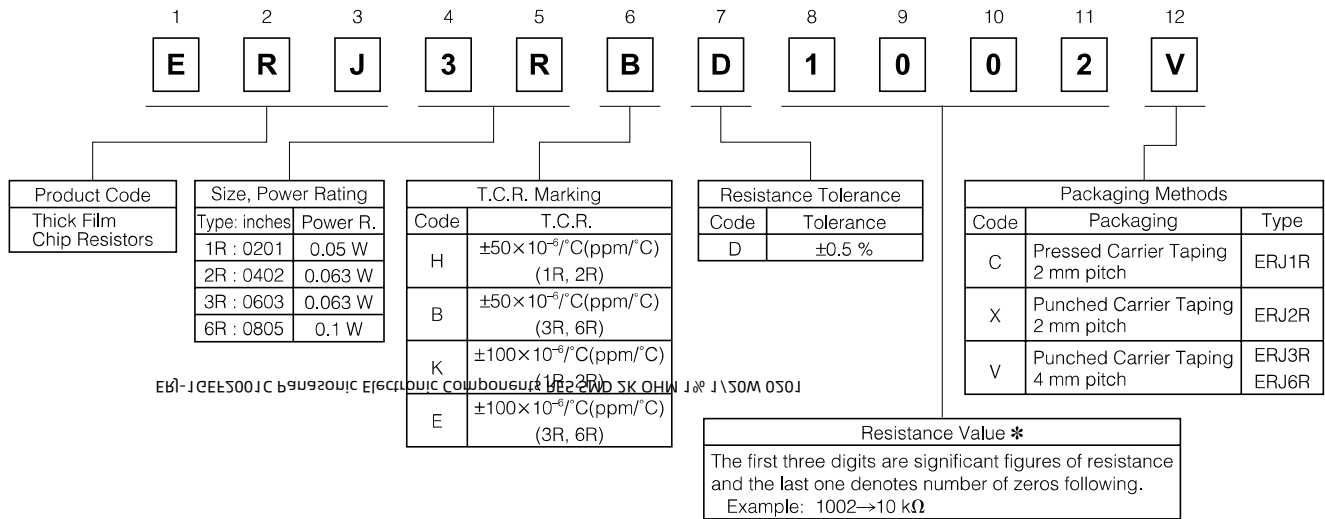 1 2 3 4 5 6 7 8 9 10 11 12
E R J 3 R B D 1 0 0 2 V
Product Code
Thick Film
Chip Resistors
Size, Power Rating
Type: inches Power R.
1R : 0201 0.05 W
2R : 0402 0.063 W
3R : 0603 0.063 W
6R : 0805 0.1 W
T.C.R. Marking
Code T.C.R.
H ±50×10⁻⁶/°C(ppm/°C)
(1R, 2R)
B ±50×10⁻⁶/°C(ppm/°C)
(3R, 6R)
K ±100×10⁻⁶/°C(ppm/°C)
(1R, 2R)
E ±100×10⁻⁶/°C(ppm/°C)
(3R, 6R)
ERJ-1GEF2001C Panasonic Electronic Components RES SMD 2K OHM 1% 1/20W 0201
Resistance Tolerance
Code Tolerance
D ±0.5 %
Packaging Methods
Code Packaging Type
C Pressed Carrier Taping
2 mm pitch ERJ1R
X Punched Carrier Taping
2 mm pitch ERJ2R
V Punched Carrier Taping
4 mm pitch ERJ3R
ERJ6R
Resistance Value *
The first three digits are significant figures of resistance
and the last one denotes number of zeros following.
Example: 1002→10 kΩ